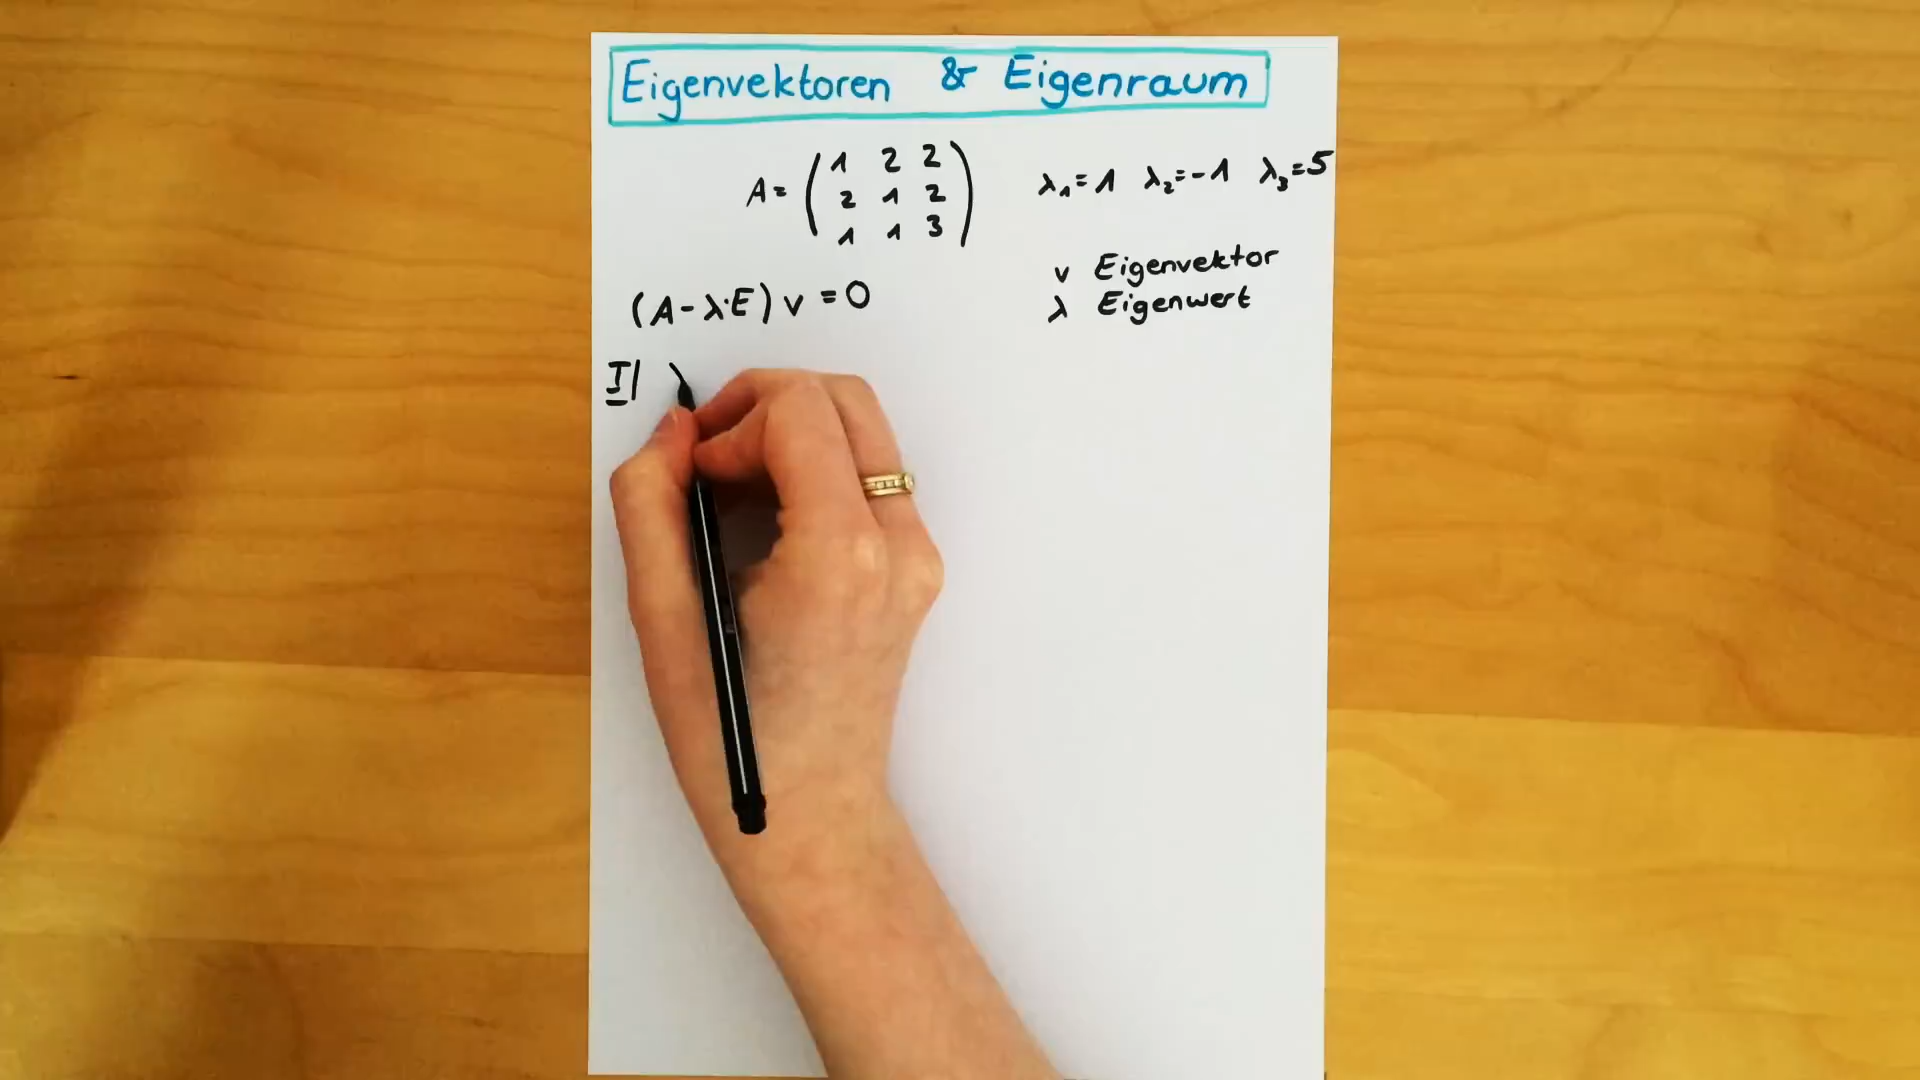 Eigenvektoren & Eigenraum
A = ( 1 2 2
2 1 2
1 1 3 )
λ₁=1 λ₂=-1 λ₃=5
v Eigenvektor
λ Eigenwert
(A-λ·E) v = 0
I|